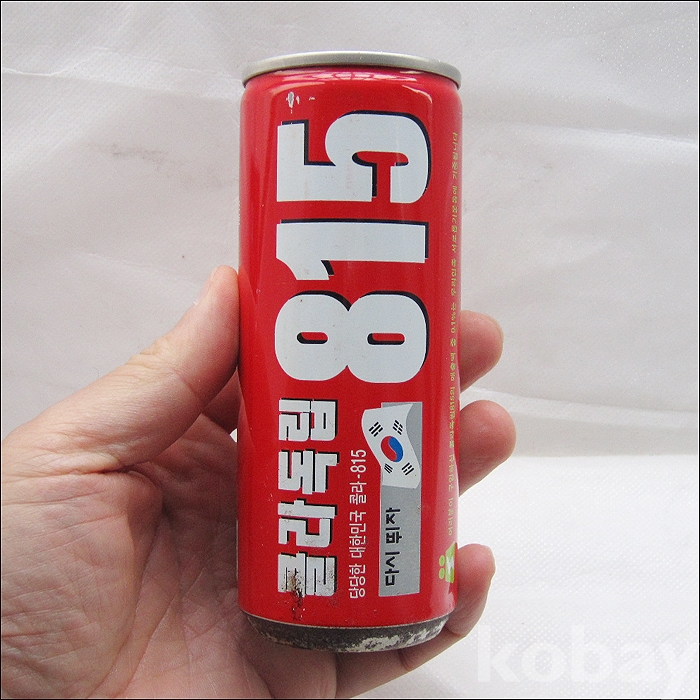 콜라독립 815
당당한 대한민국 콜라-815
다시 뛰자
kobay